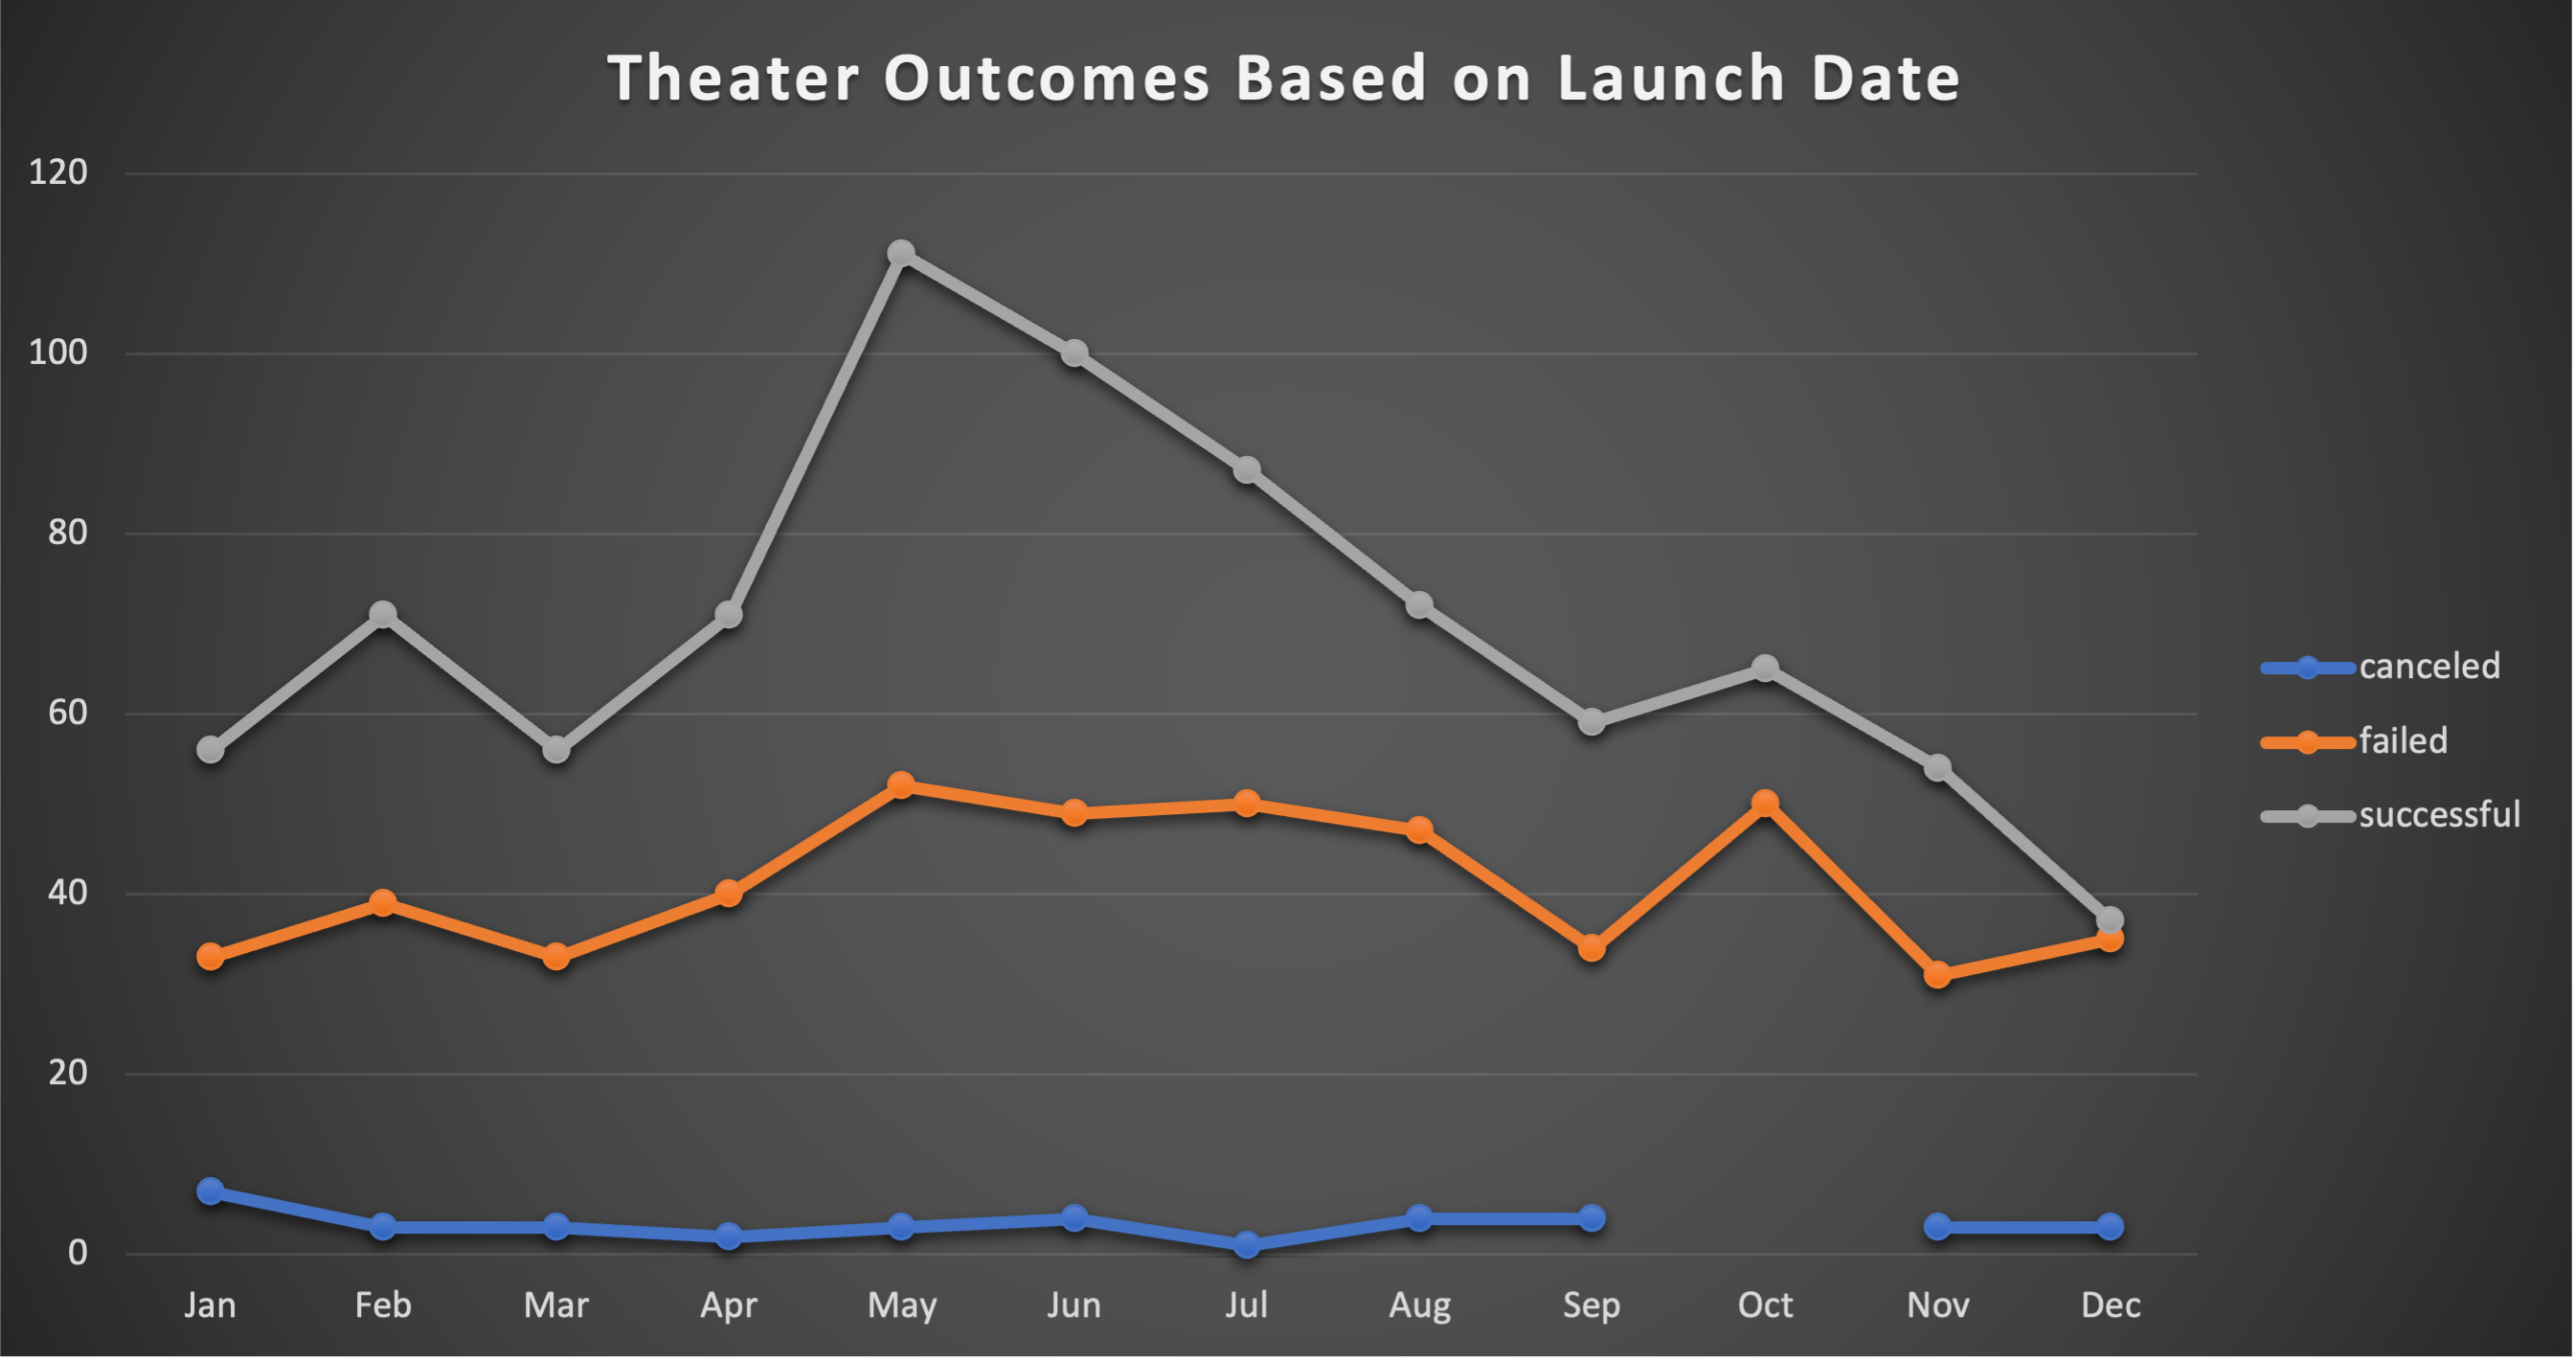 Theater Outcomes Based on Launch Date
120
100
80
60
40
20
0
Jan Feb Mar Apr May Jun Jul Aug Sep Oct Nov Dec
canceled
failed
successful